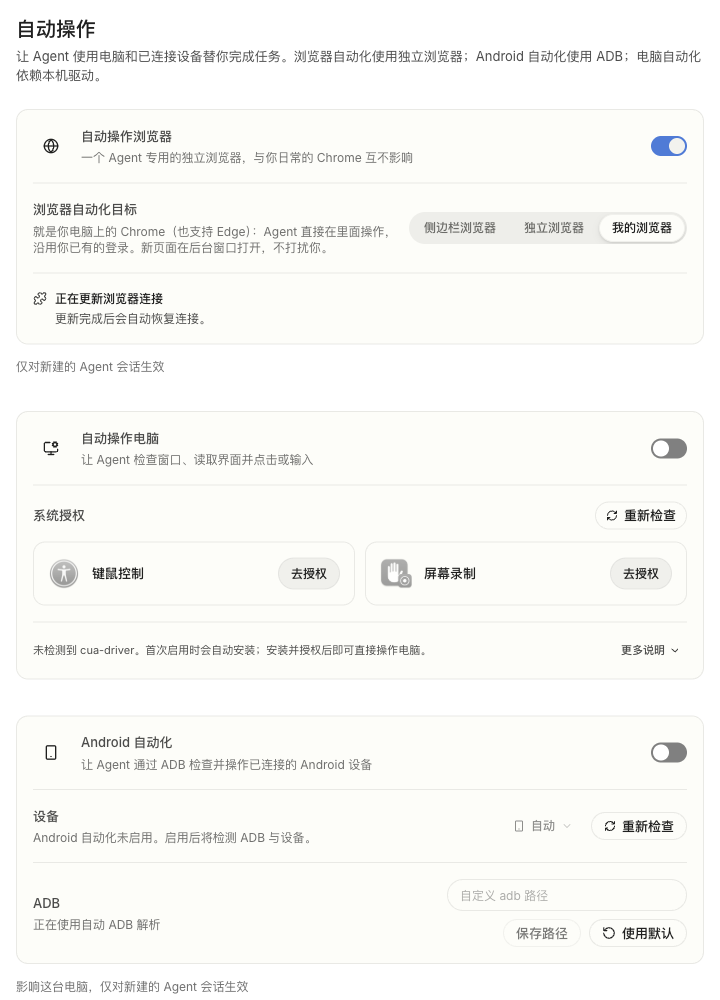 自动操作
让 Agent 使用电脑和已连接设备替你完成任务。浏览器自动化使用独立浏览器；Android 自动化使用 ADB；电脑自动化
依赖本机驱动。
自动操作浏览器
一个 Agent 专用的独立浏览器，与你日常的 Chrome 互不影响
浏览器自动化目标
就是你电脑上的 Chrome（也支持 Edge）：Agent 直接在里面操作，
沿用你已有的登录。新页面在后台窗口打开，不打扰你。
侧边栏浏览器
独立浏览器
我的浏览器
正在更新浏览器连接
更新完成后会自动恢复连接。
仅对新建的 Agent 会话生效
自动操作电脑
让 Agent 检查窗口、读取界面并点击或输入
系统授权
重新检查
键鼠控制
去授权
屏幕录制
去授权
未检测到 cua-driver。首次启用时会自动安装；安装并授权后即可直接操作电脑。
更多说明
Android 自动化
让 Agent 通过 ADB 检查并操作已连接的 Android 设备
设备
Android 自动化未启用。启用后将检测 ADB 与设备。
自动
重新检查
ADB
正在使用自动 ADB 解析
自定义 adb 路径
保存路径
使用默认
影响这台电脑，仅对新建的 Agent 会话生效